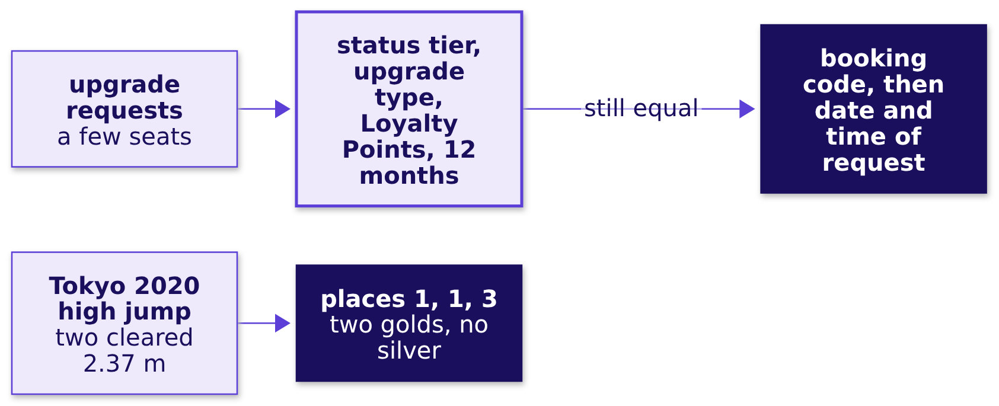 upgrade
requests
a few seats
status tier,
upgrade
type,
Loyalty
Points, 12
months
still equal
booking
code, then
date and
time of
request
Tokyo 2020
high jump
two cleared
2.37 m
places 1, 1, 3
two golds, no
silver